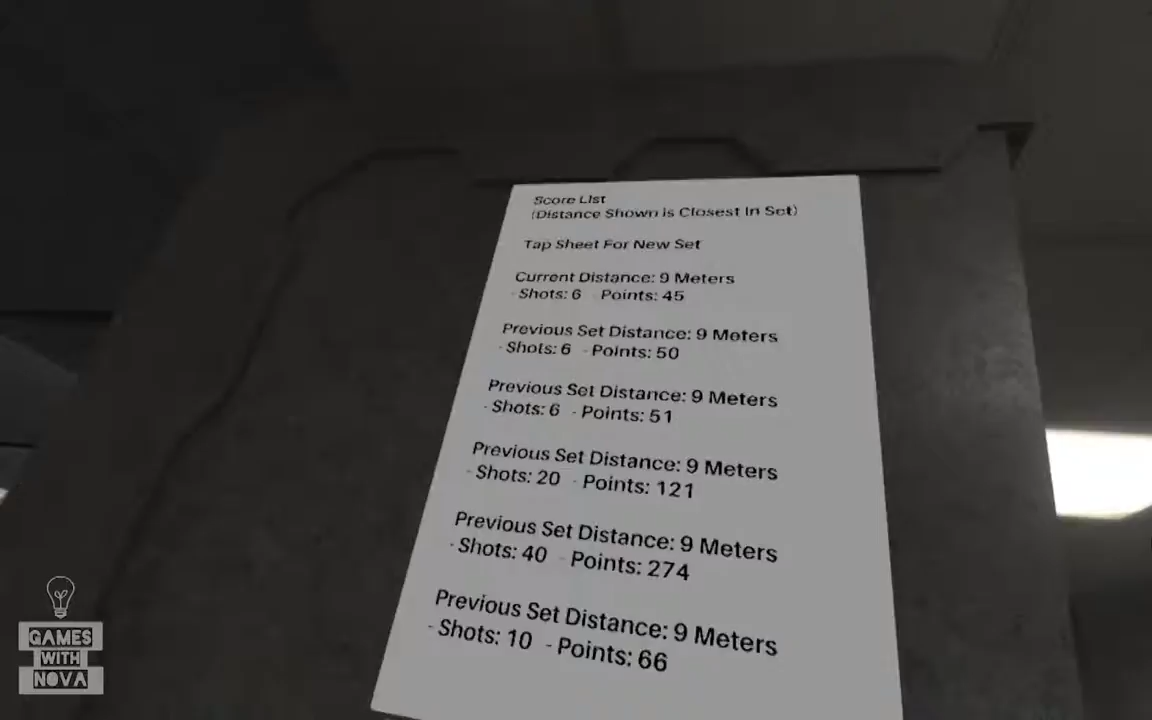 Score List
(Distance Shown is Closest In Set)
Tap Sheet For New Set
Current Distance: 9 Meters
- Shots: 6 - Points: 45
Previous Set Distance: 9 Meters
- Shots: 6 - Points: 50
Previous Set Distance: 9 Meters
- Shots: 6 - Points: 51
Previous Set Distance: 9 Meters
- Shots: 20 - Points: 121
Previous Set Distance: 9 Meters
- Shots: 40 - Points: 274
Previous Set Distance: 9 Meters
- Shots: 10 - Points: 66
GAMES
WITH
NOVA